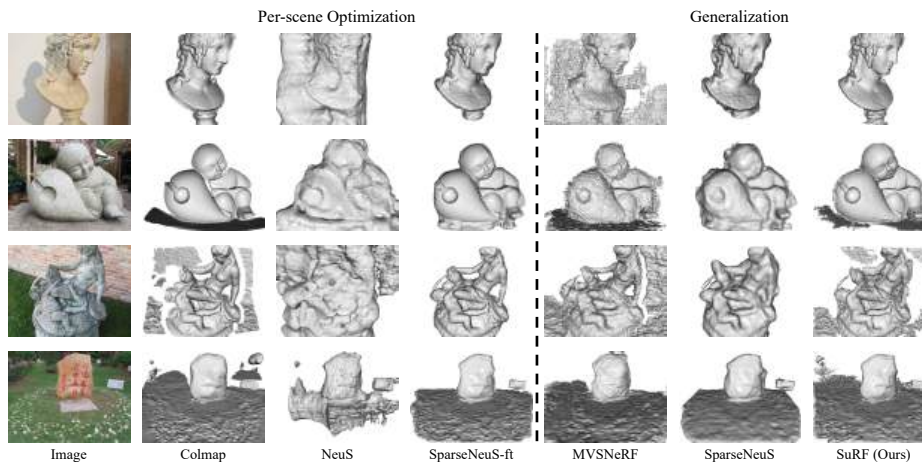 Per-scene Optimization Generalization
Image Colmap NeuS SparseNeuS-ft MVSNeRF SparseNeuS SuRF (Ours)